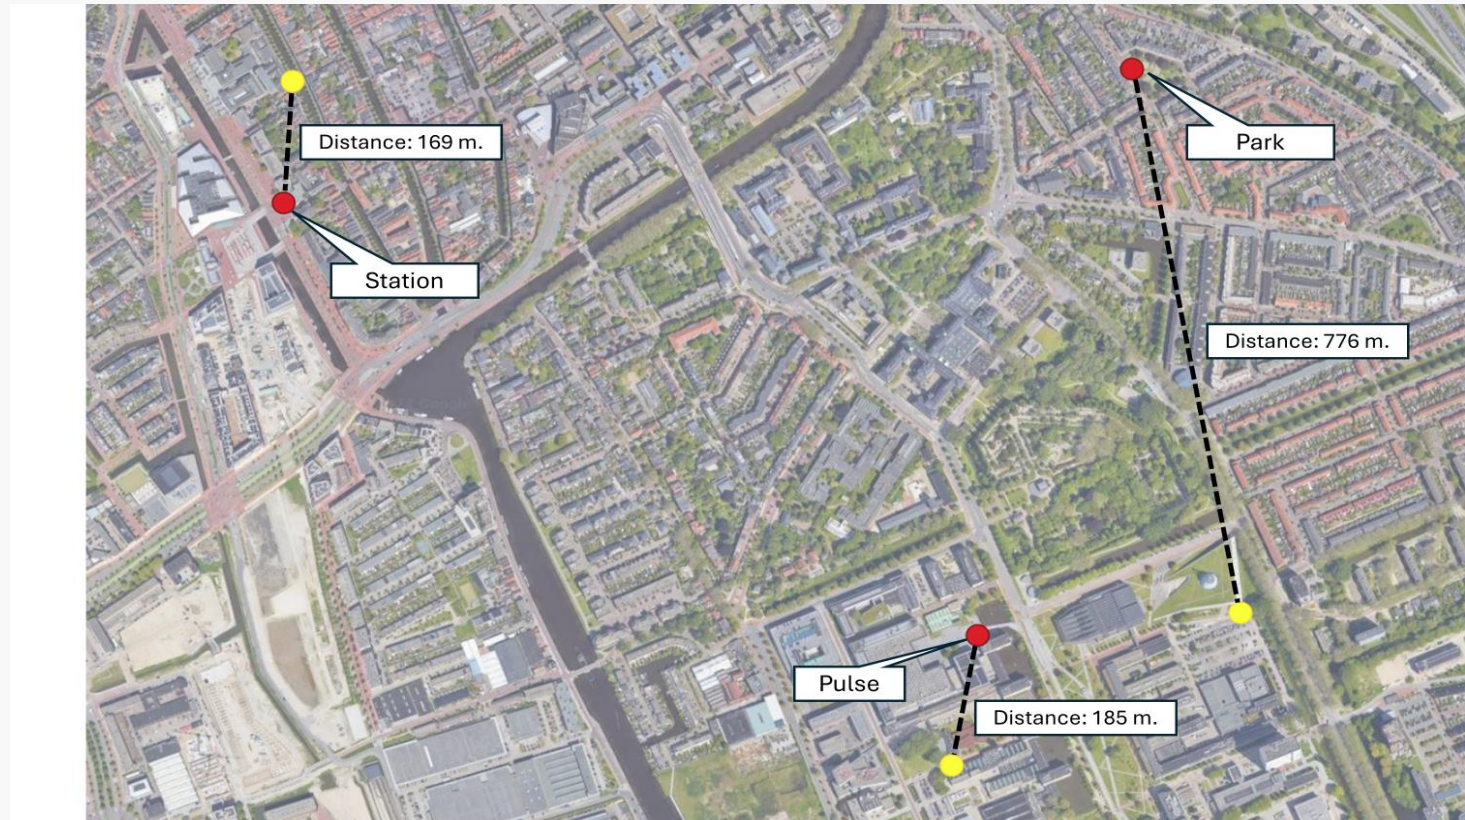 Distance: 169 m.
Park
Station
Distance: 776 m.
Pulse
Distance: 185 m.